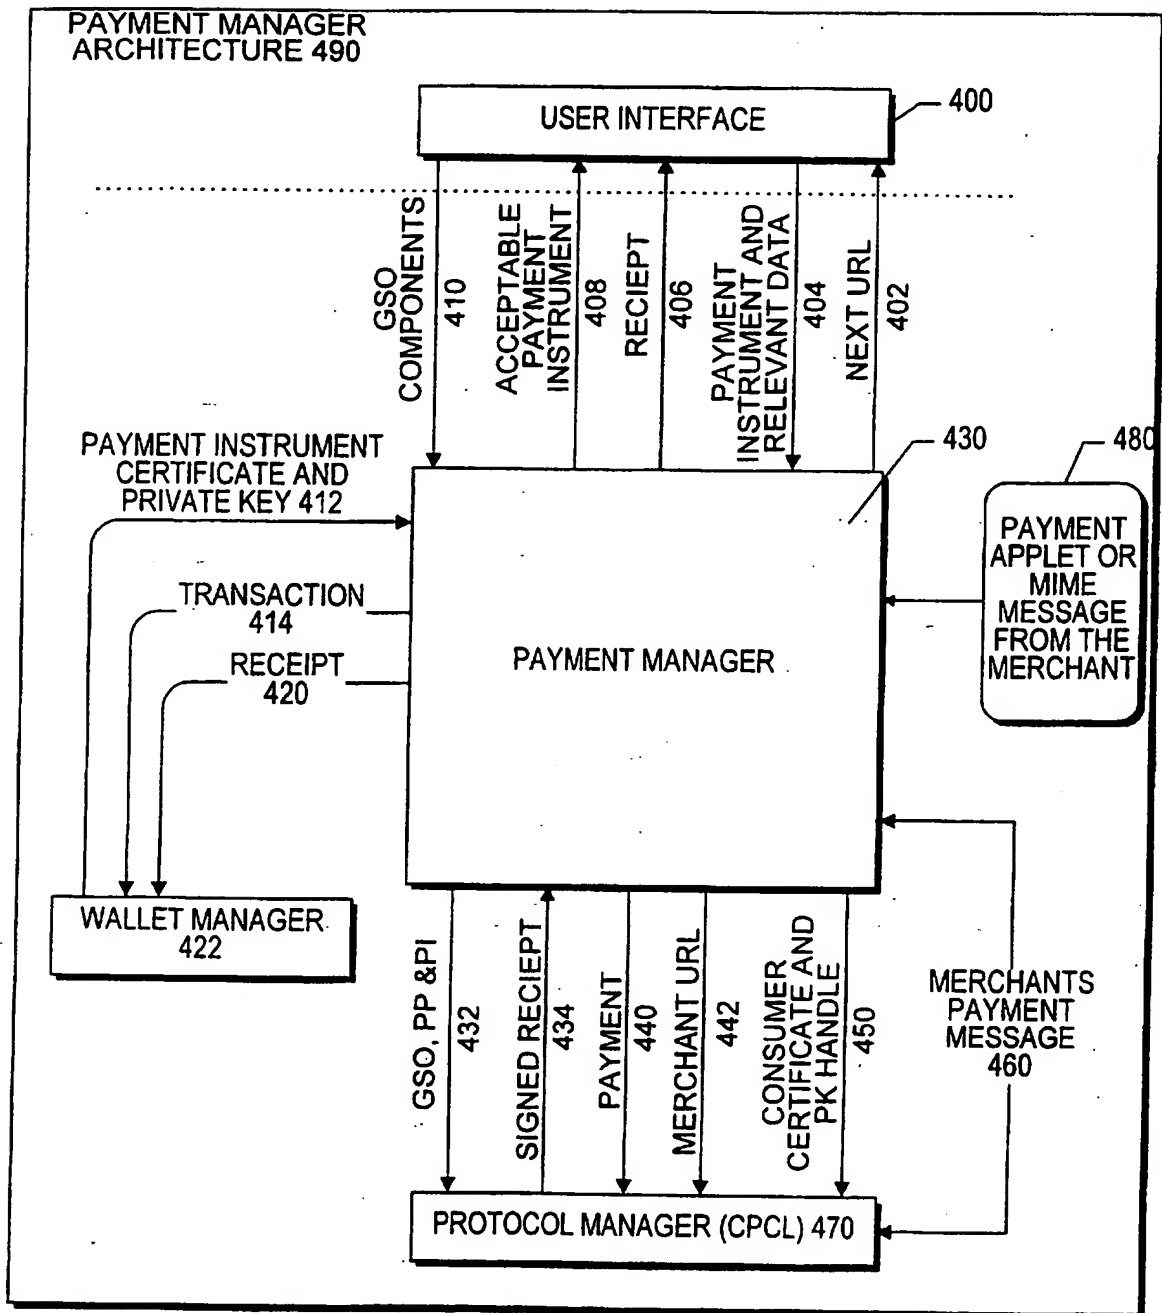 PAYMENT MANAGER
ARCHITECTURE 490
USER INTERFACE
400
GSO
COMPONENTS
410
ACCEPTABLE
PAYMENT
INSTRUMENT
408
RECIEPT
406
PAYMENT
INSTRUMENT AND
RELEVANT DATA
404
NEXT URL
402
PAYMENT INSTRUMENT
CERTIFICATE AND
PRIVATE KEY 412
430
480
PAYMENT
APPLET OR
MIME
MESSAGE
FROM THE
MERCHANT
TRANSACTION
414
RECEIPT
420
PAYMENT MANAGER
WALLET MANAGER
422
GSO, PP &PI
432
SIGNED RECIEPT
434
PAYMENT
440
MERCHANT URL
442
CONSUMER
CERTIFICATE AND
PK HANDLE
450
MERCHANTS
PAYMENT
MESSAGE
460
PROTOCOL MANAGER (CPCL) 470